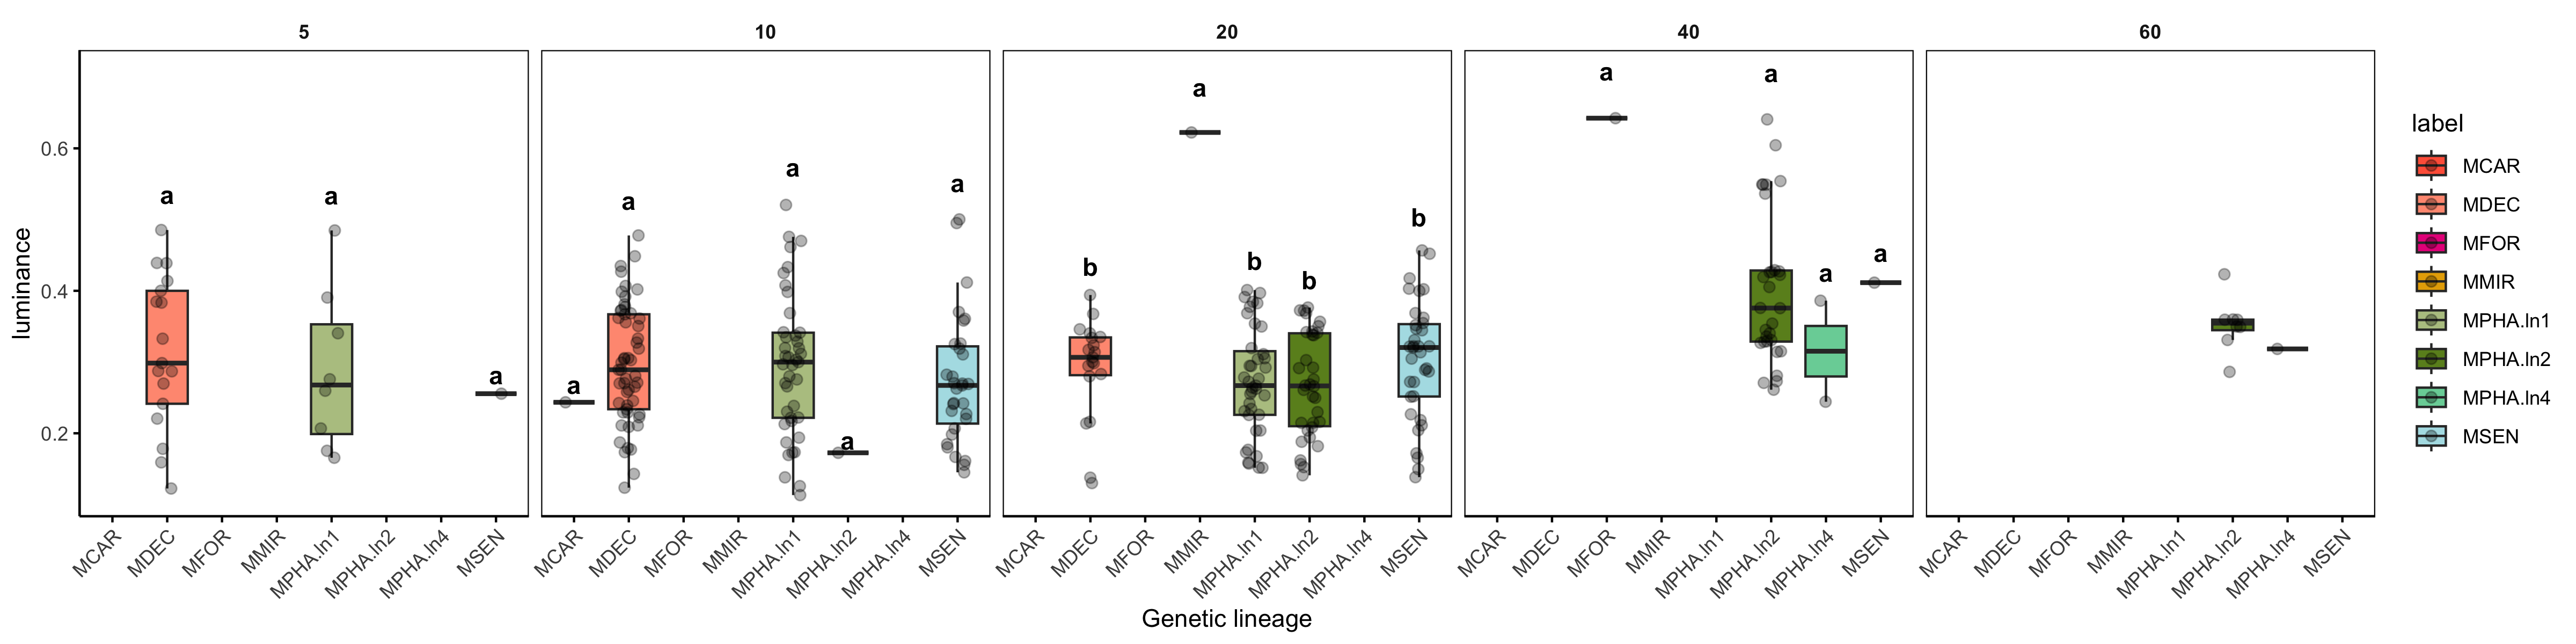 5 10 20 40 60
luminance
0.6
0.4
0.2
a a a
a a a a a
b a b b b
a a a a
MCAR MDEC MFOR MMIR MPHA.ln1 MPHA.ln2 MPHA.ln4 MSEN
MCAR MDEC MFOR MMIR MPHA.ln1 MPHA.ln2 MPHA.ln4 MSEN
MCAR MDEC MFOR MMIR MPHA.ln1 MPHA.ln2 MPHA.ln4 MSEN
MCAR MDEC MFOR MMIR MPHA.ln1 MPHA.ln2 MPHA.ln4 MSEN
MCAR MDEC MFOR MMIR MPHA.ln1 MPHA.ln2 MPHA.ln4 MSEN
Genetic lineage
label
MCAR
MDEC
MFOR
MMIR
MPHA.ln1
MPHA.ln2
MPHA.ln4
MSEN